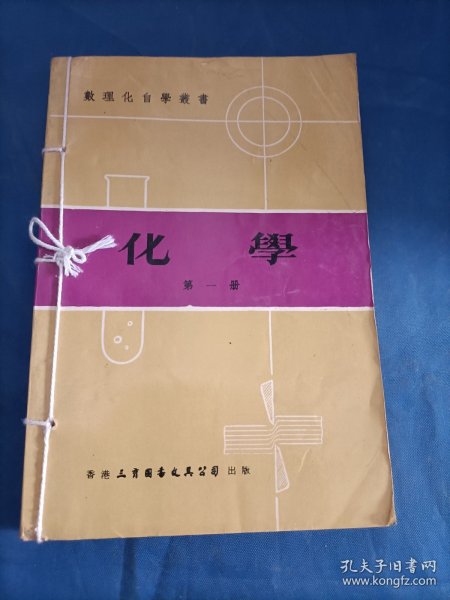 數理化自學叢書
化學
第一册
香港三育圖書文具公司出版
孔夫子旧书网
www.kongfz.com